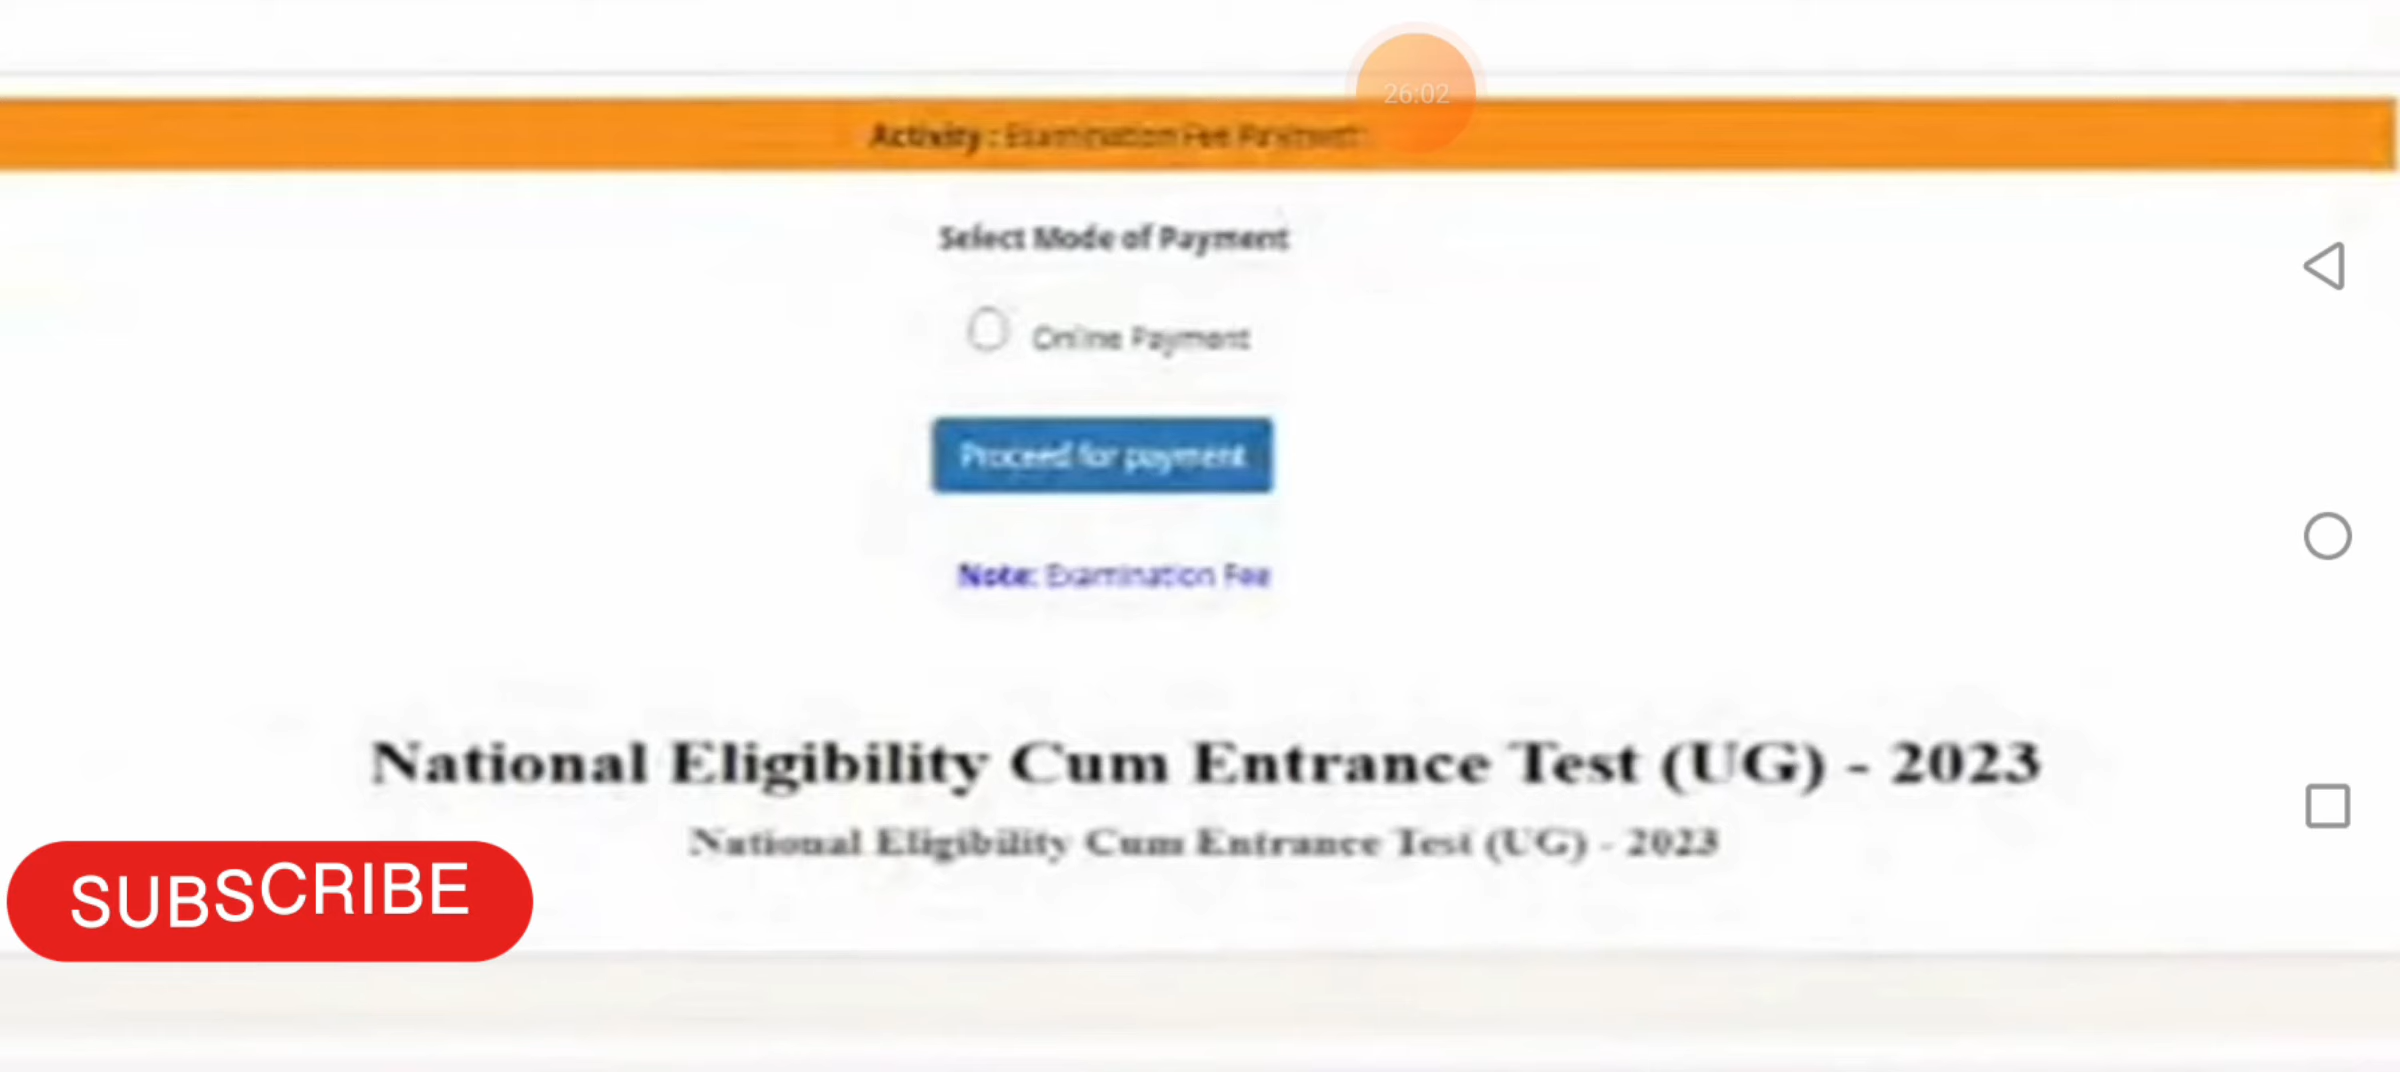 26:02
Activity : Examination Fee Payment
Select Mode of Payment
Online Payment
Proceed for payment
Note: Examination Fee
National Eligibility Cum Entrance Test (UG) - 2023
National Eligibility Cum Entrance Test (UG) - 2023
SUBSCRIBE